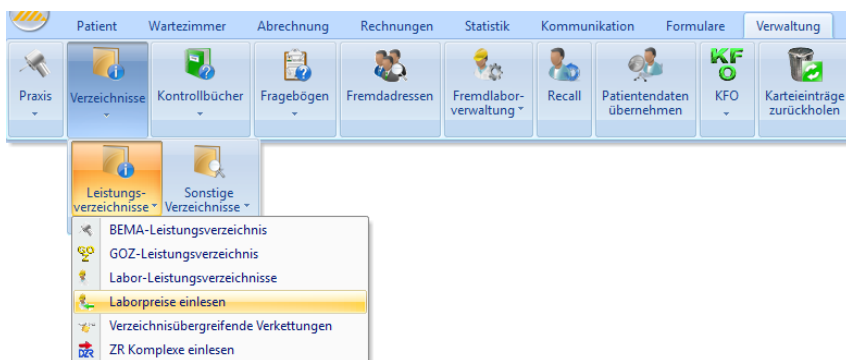 Patient Wartezimmer Abrechnung Rechnungen Statistik Kommunikation Formulare Verwaltung
Praxis Verzeichnisse Kontrollbücher Fragebögen Fremdadressen Fremdlabor- Recall Patientendaten KFO Karteieinträge
verwaltung übernehmen zurückholen
Leistungs- Sonstige
verzeichnisse Verzeichnisse
BEMA-Leistungsverzeichnis
GOZ-Leistungsverzeichnis
Labor-Leistungsverzeichnisse
Laborpreise einlesen
Verzeichnisübergreifende Verkettungen
DZR ZR Komplexe einlesen